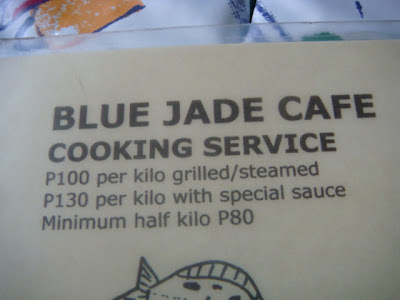 BLUE JADE CAFE
COOKING SERVICE
P100 per kilo grilled/steamed
P130 per kilo with special sauce
Minimum half kilo P80